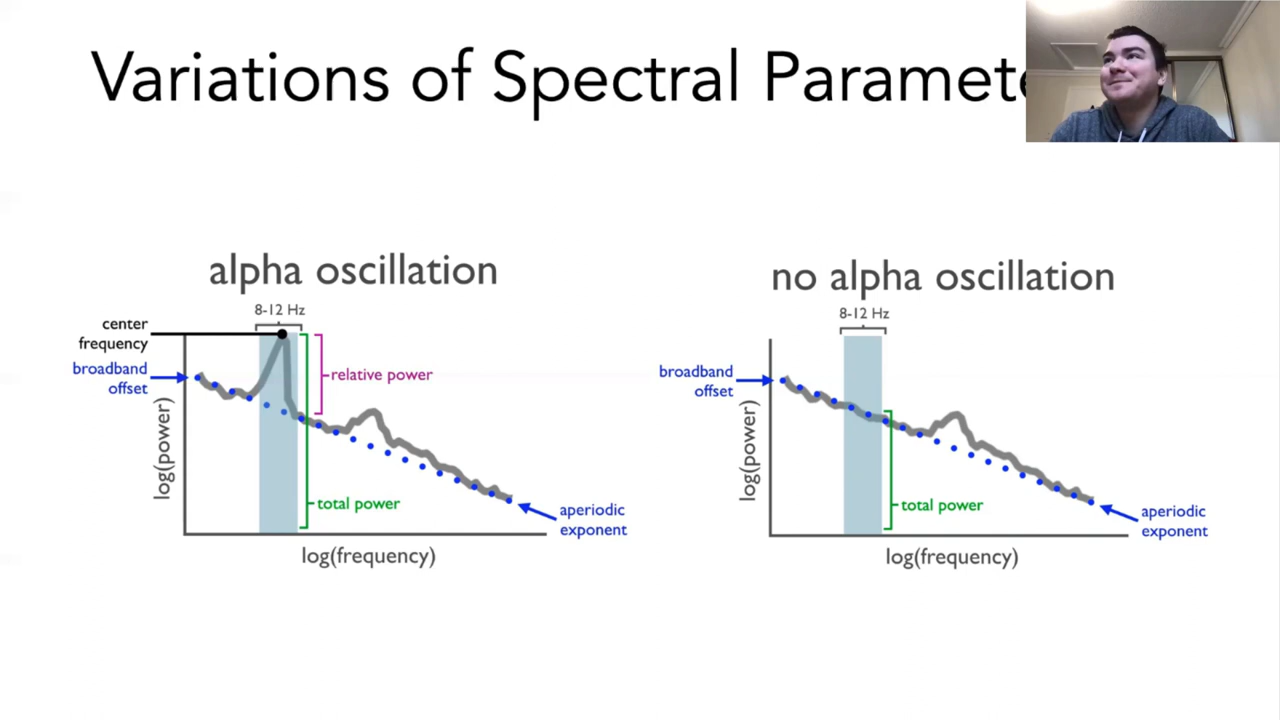 Variations of Spectral Paramete
alpha oscillation
8-12 Hz
center
frequency
broadband
offset
relative power
log(power)
total power
aperiodic
exponent
log(frequency)
no alpha oscillation
8-12 Hz
broadband
offset
log(power)
total power
aperiodic
exponent
log(frequency)